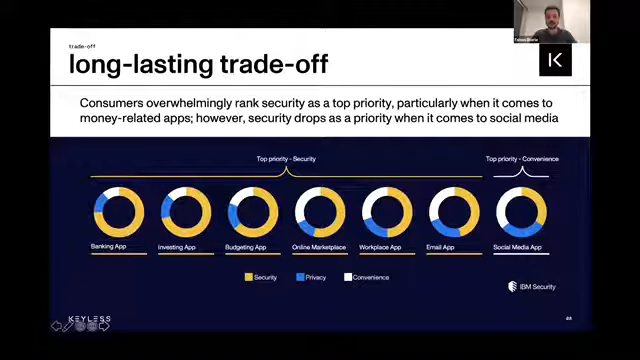 trade-off
long-lasting trade-off
K
Consumers overwhelmingly rank security as a top priority, particularly when it comes to
money-related apps; however, security drops as a priority when it comes to social media
Top priority - Security
Top priority - Convenience
Banking App
Investing App
Budgeting App
Online Marketplace
Workplace App
Email App
Social Media App
Security
Privacy
Convenience
IBM Security
KEYLESS